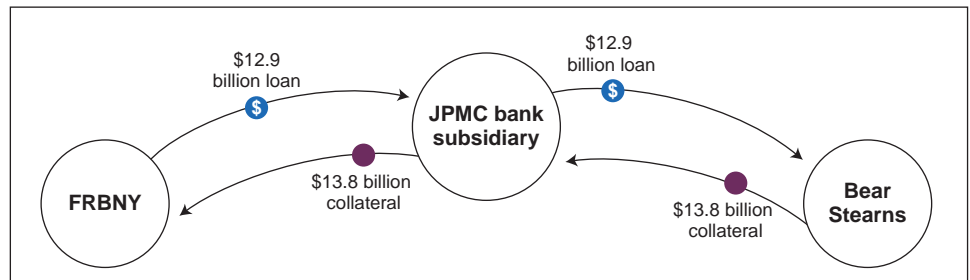 $12.9
billion loan
$
JPMC bank
subsidiary
$12.9
billion loan
$
FRBNY
$13.8 billion
collateral
$13.8 billion
collateral
Bear
Stearns